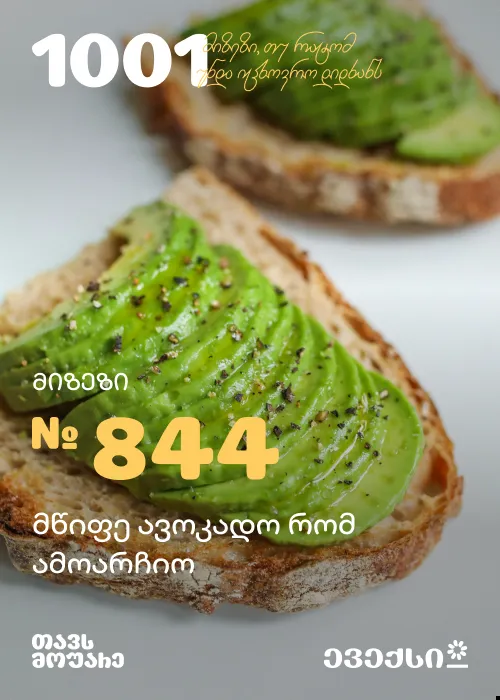 1001 მიზეზი, თუ რატომ
უნდა იცხოვრო დიდხანს
მიზეზი
№ 844
მწიფე ავოკადო რომ
ამოარჩიო
თავს
მოუარე
ევექსი